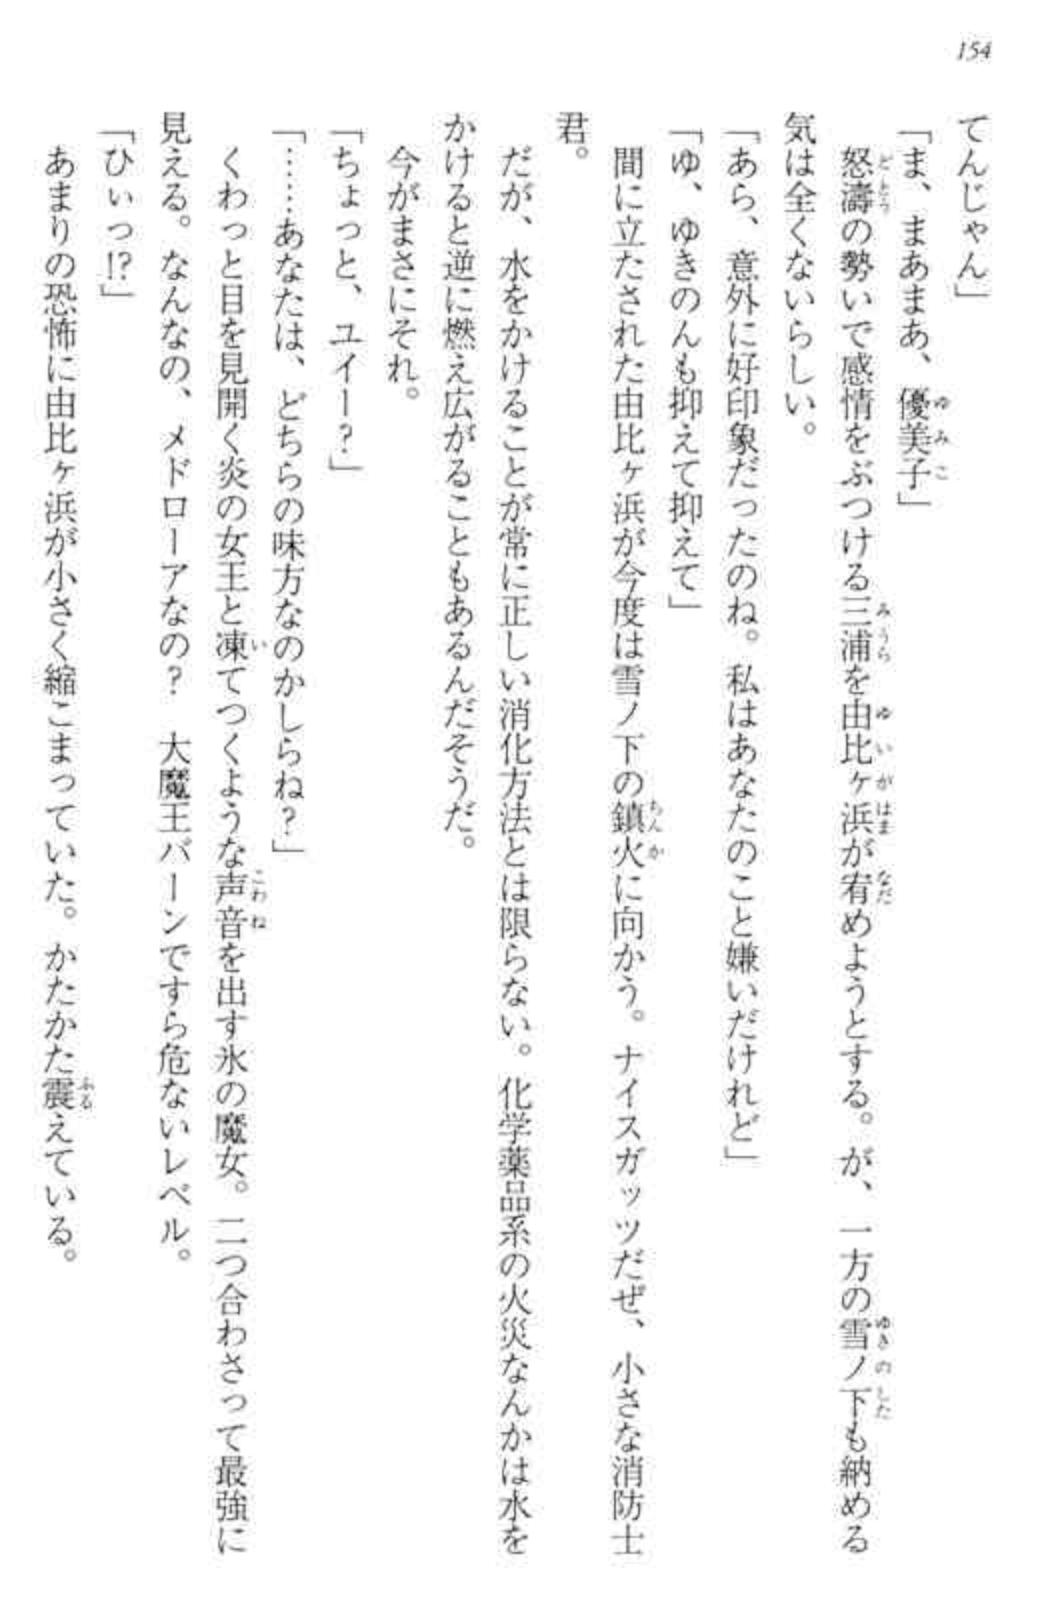 154
てんじゃん」
「ま、まあまあ、優美子」
　怒濤の勢いで感情をぶつける三浦を由比ヶ浜が宥めようとする。が、一方の雪ノ下も納める
気は全くないらしい。
「あら、意外に好印象だったのね。私はあなたのこと嫌いだけれど」
「ゆ、ゆきのんも抑えて抑えて」
　間に立たされた由比ヶ浜が今度は雪ノ下の鎮火に向かう。ナイスガッツだぜ、小さな消防士
君。
　だが、水をかけることが常に正しい消化方法とは限らない。化学薬品系の火災なんかは水を
かけると逆に燃え広がることもあるんだそうだ。
　今がまさにそれ。
「ちょっと、ユイー？」
「……あなたは、どちらの味方なのかしらね？」
　くわっと目を見開く炎の女王と凍てつくような声音を出す氷の魔女。二つ合わさって最強に
見える。なんなの、メドローアなの？　大魔王バーンですら危ないレベル。
「ひぃっ!?」
　あまりの恐怖に由比ヶ浜が小さく縮こまっていた。かたかた震えている。